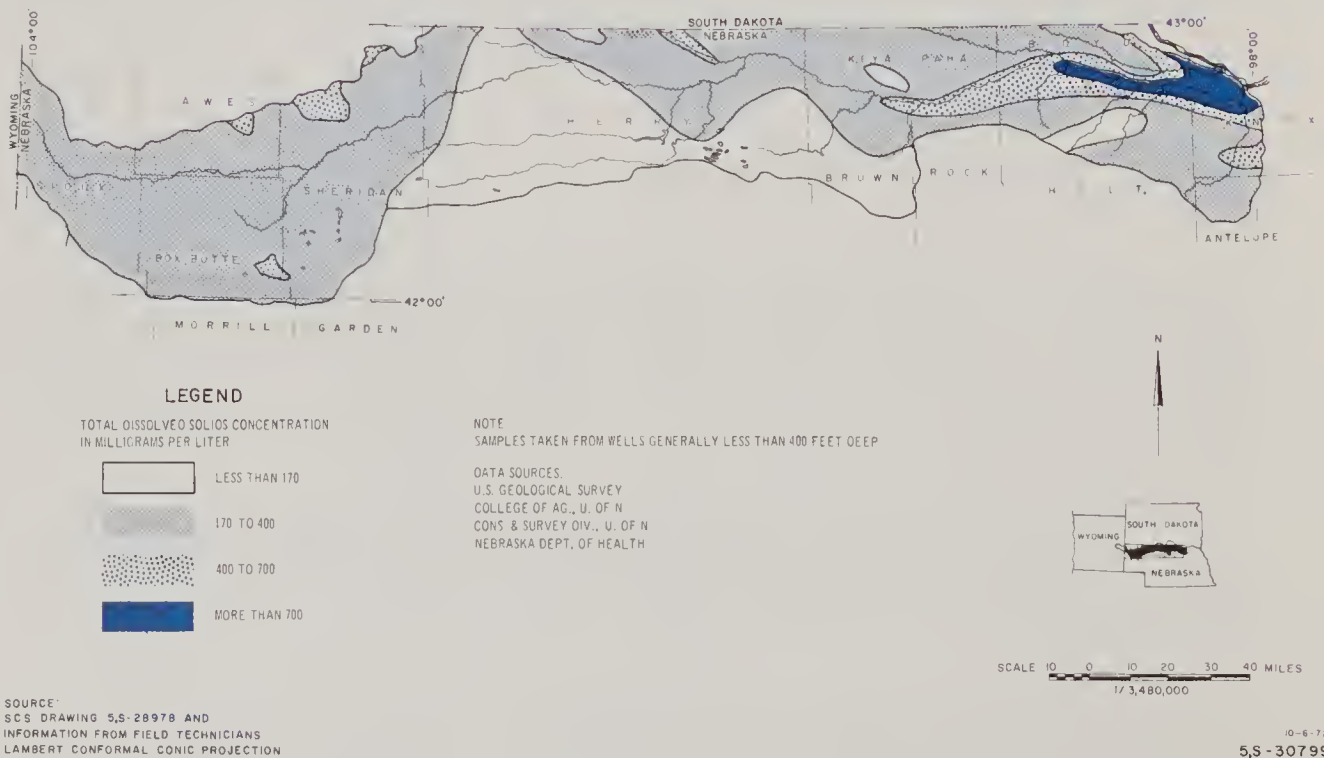 SOUTH DAKOTA
NEBRASKA
43°00'
104°00'
98°00'
WYOMING
NEBRASKA
KEYA PAHA
SHERIDAN
BROWN
ROCK
HOLT
ANTELOPE
BOX BUTTE
42°00'
MORRILL
GARDEN
N
LEGEND
TOTAL DISSOLVED SOLIOS CONCENTRATION
IN MILLIGRAMS PER LITER
LESS THAN 170
170 TO 400
400 TO 700
MORE THAN 700
NOTE
SAMPLES TAKEN FROM WELLS GENERALLY LESS THAN 400 FEET DEEP
DATA SOURCES.
U.S. GEOLOGICAL SURVEY
COLLEGE OF AG., U. OF N
CONS & SURVEY DIV., U. OF N
NEBRASKA DEPT. OF HEALTH
WYOMING
SOUTH DAKOTA
NEBRASKA
SCALE 10 0 10 20 30 40 MILES
1/3,480,000
SOURCE:
SCS DRAWING 5,S-28978 AND
INFORMATION FROM FIELD TECHNICIANS
LAMBERT CONFORMAL CONIC PROJECTION
5,S-30799